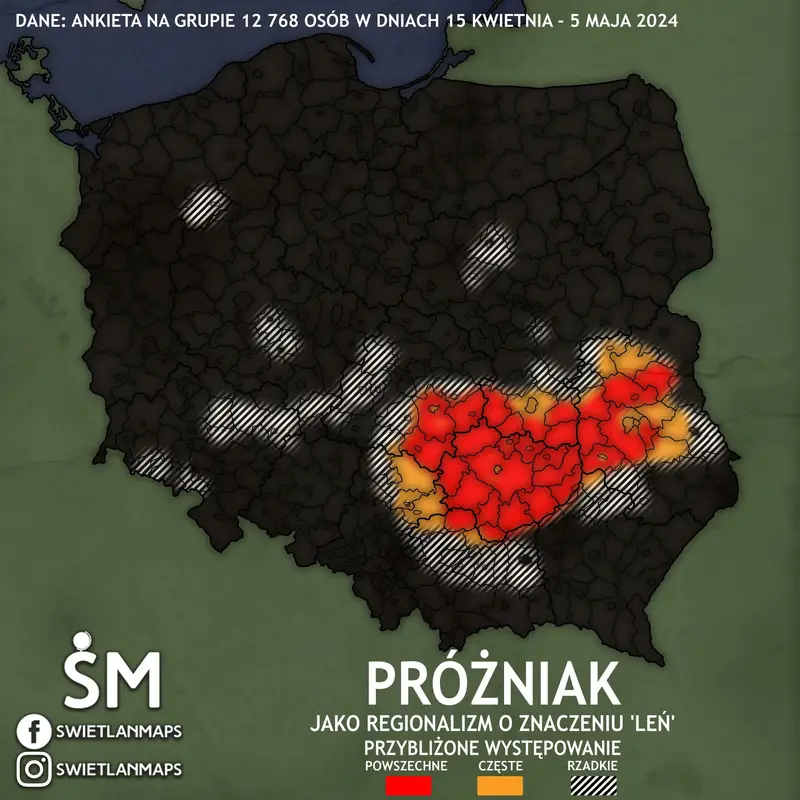 DANE: ANKIETA NA GRUPIE 12 768 OSÓB W DNIACH 15 KWIETNIA - 5 MAJA 2024
ŚM
SWIETLANMAPS
SWIETLANMAPS
PRÓŻNIAK
JAKO REGIONALIZM O ZNACZENIU 'LEŃ'
PRZYBLIŻONE WYSTĘPOWANIE
POWSZECHNE CZĘSTE RZADKIE